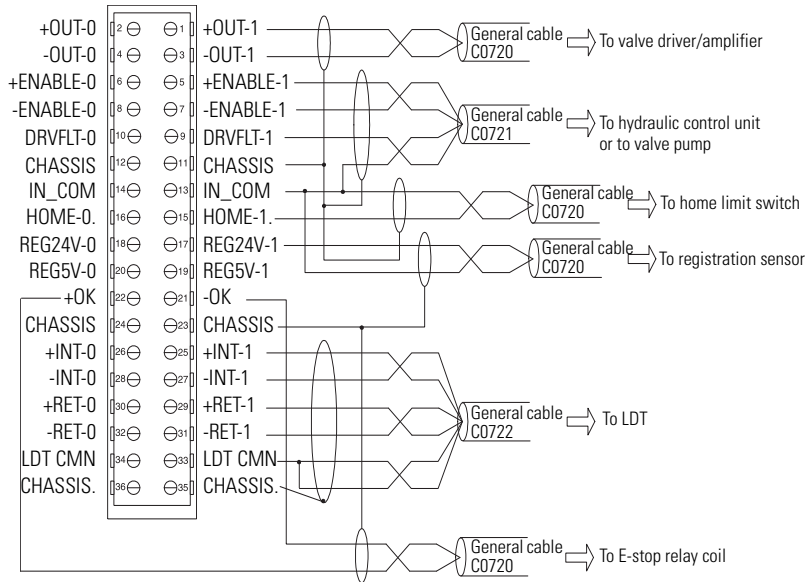 +OUT-0 2 1 +OUT-1
-OUT-0 4 3 -OUT-1
+ENABLE-0 6 5 +ENABLE-1
-ENABLE-0 8 7 -ENABLE-1
DRVFLT-0 10 9 DRVFLT-1
CHASSIS 12 11 CHASSIS
IN_COM 14 13 IN_COM
HOME-0. 16 15 HOME-1.
REG24V-0 18 17 REG24V-1
REG5V-0 20 19 REG5V-1
+OK 22 21 -OK
CHASSIS 24 23 CHASSIS
+INT-0 26 25 +INT-1
-INT-0 28 27 -INT-1
+RET-0 30 29 +RET-1
-RET-0 32 31 -RET-1
LDT CMN 34 33 LDT CMN
CHASSIS. 36 35 CHASSIS.
General cable
C0720
To valve driver/amplifier
General cable
C0721
To hydraulic control unit
or to valve pump
General cable
C0720
To home limit switch
General cable
C0720
To registration sensor
General cable
C0722
To LDT
General cable
C0720
To E-stop relay coil